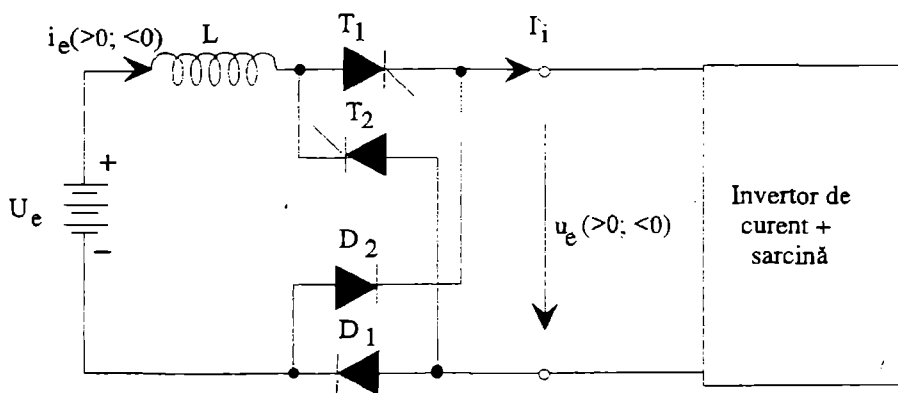 i_e(>0; <0)
L
T_1
I_i
T_2
+
U_e
−
u_e(>0; <0)
D_2
D_1
Invertor de
curent +
sarcină